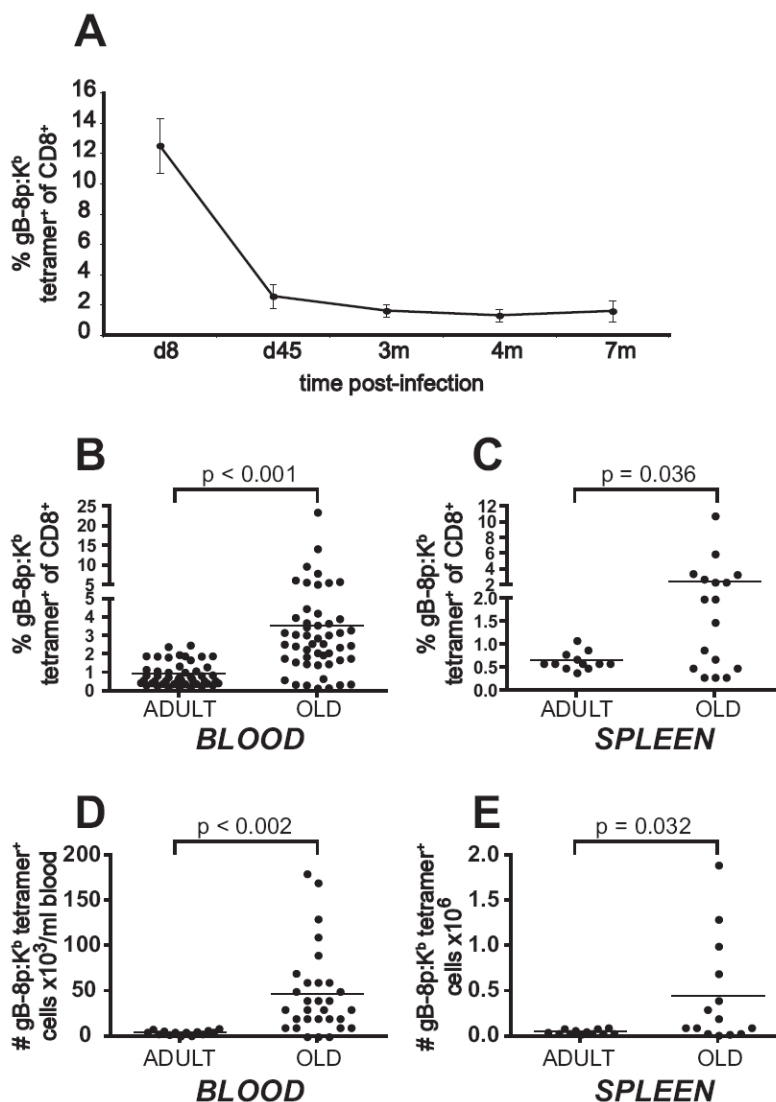 A
% gB-8p:Kᵇ
tetramer⁺ of CD8⁺
16
14
12
10
8
6
4
2
0
d8 d45 3m 4m 7m
time post-infection
B
p < 0.001
% gB-8p:Kᵇ
tetramer⁺ of CD8⁺
25
20
15
10
5
5
4
3
2
1
0
ADULT OLD
BLOOD
C
p = 0.036
% gB-8p:Kᵇ
tetramer⁺ of CD8⁺
12
10
8
6
4
2
2.0
1.5
1.0
0.5
0.0
ADULT OLD
SPLEEN
D
p < 0.002
# gB-8p:Kᵇ tetramer⁺
cells x10³/ml blood
200
150
100
50
0
ADULT OLD
BLOOD
E
p = 0.032
# gB-8p:Kᵇ tetramer⁺
cells x10⁶
2.0
1.5
1.0
0.5
0.0
ADULT OLD
SPLEEN